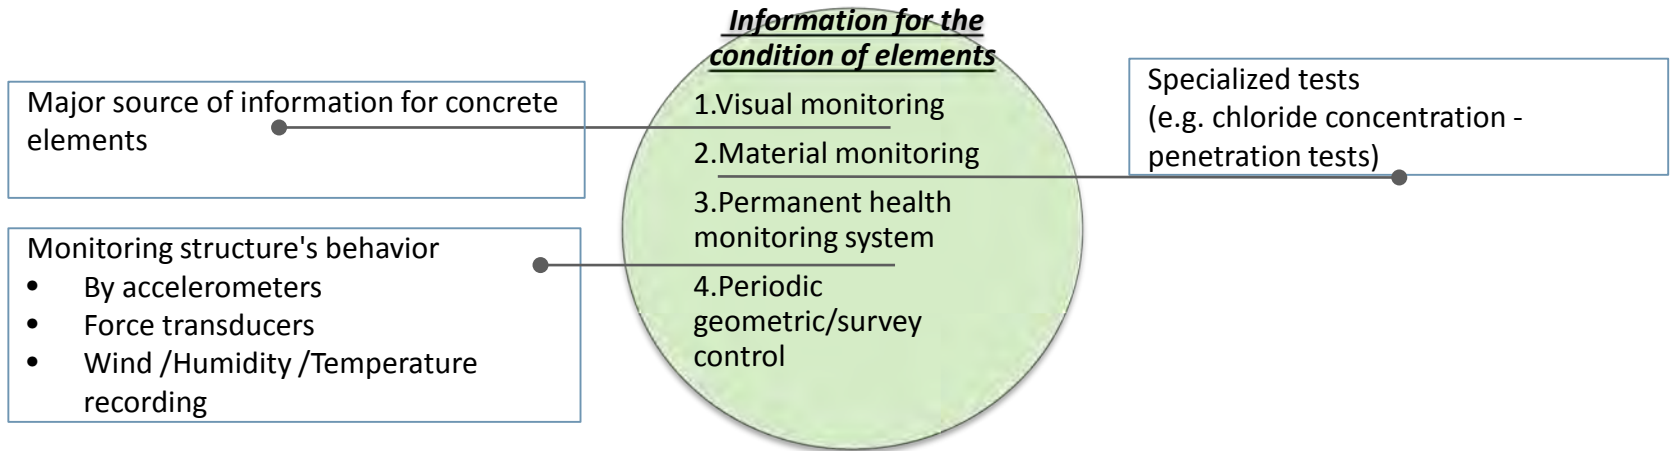 Information for the
condition of elements
1.Visual monitoring
2.Material monitoring
3.Permanent health
monitoring system
4.Periodic
geometric/survey
control
Major source of information for concrete
elements
Monitoring structure's behavior
• By accelerometers
• Force transducers
• Wind /Humidity /Temperature
recording
Specialized tests
(e.g. chloride concentration -
penetration tests)